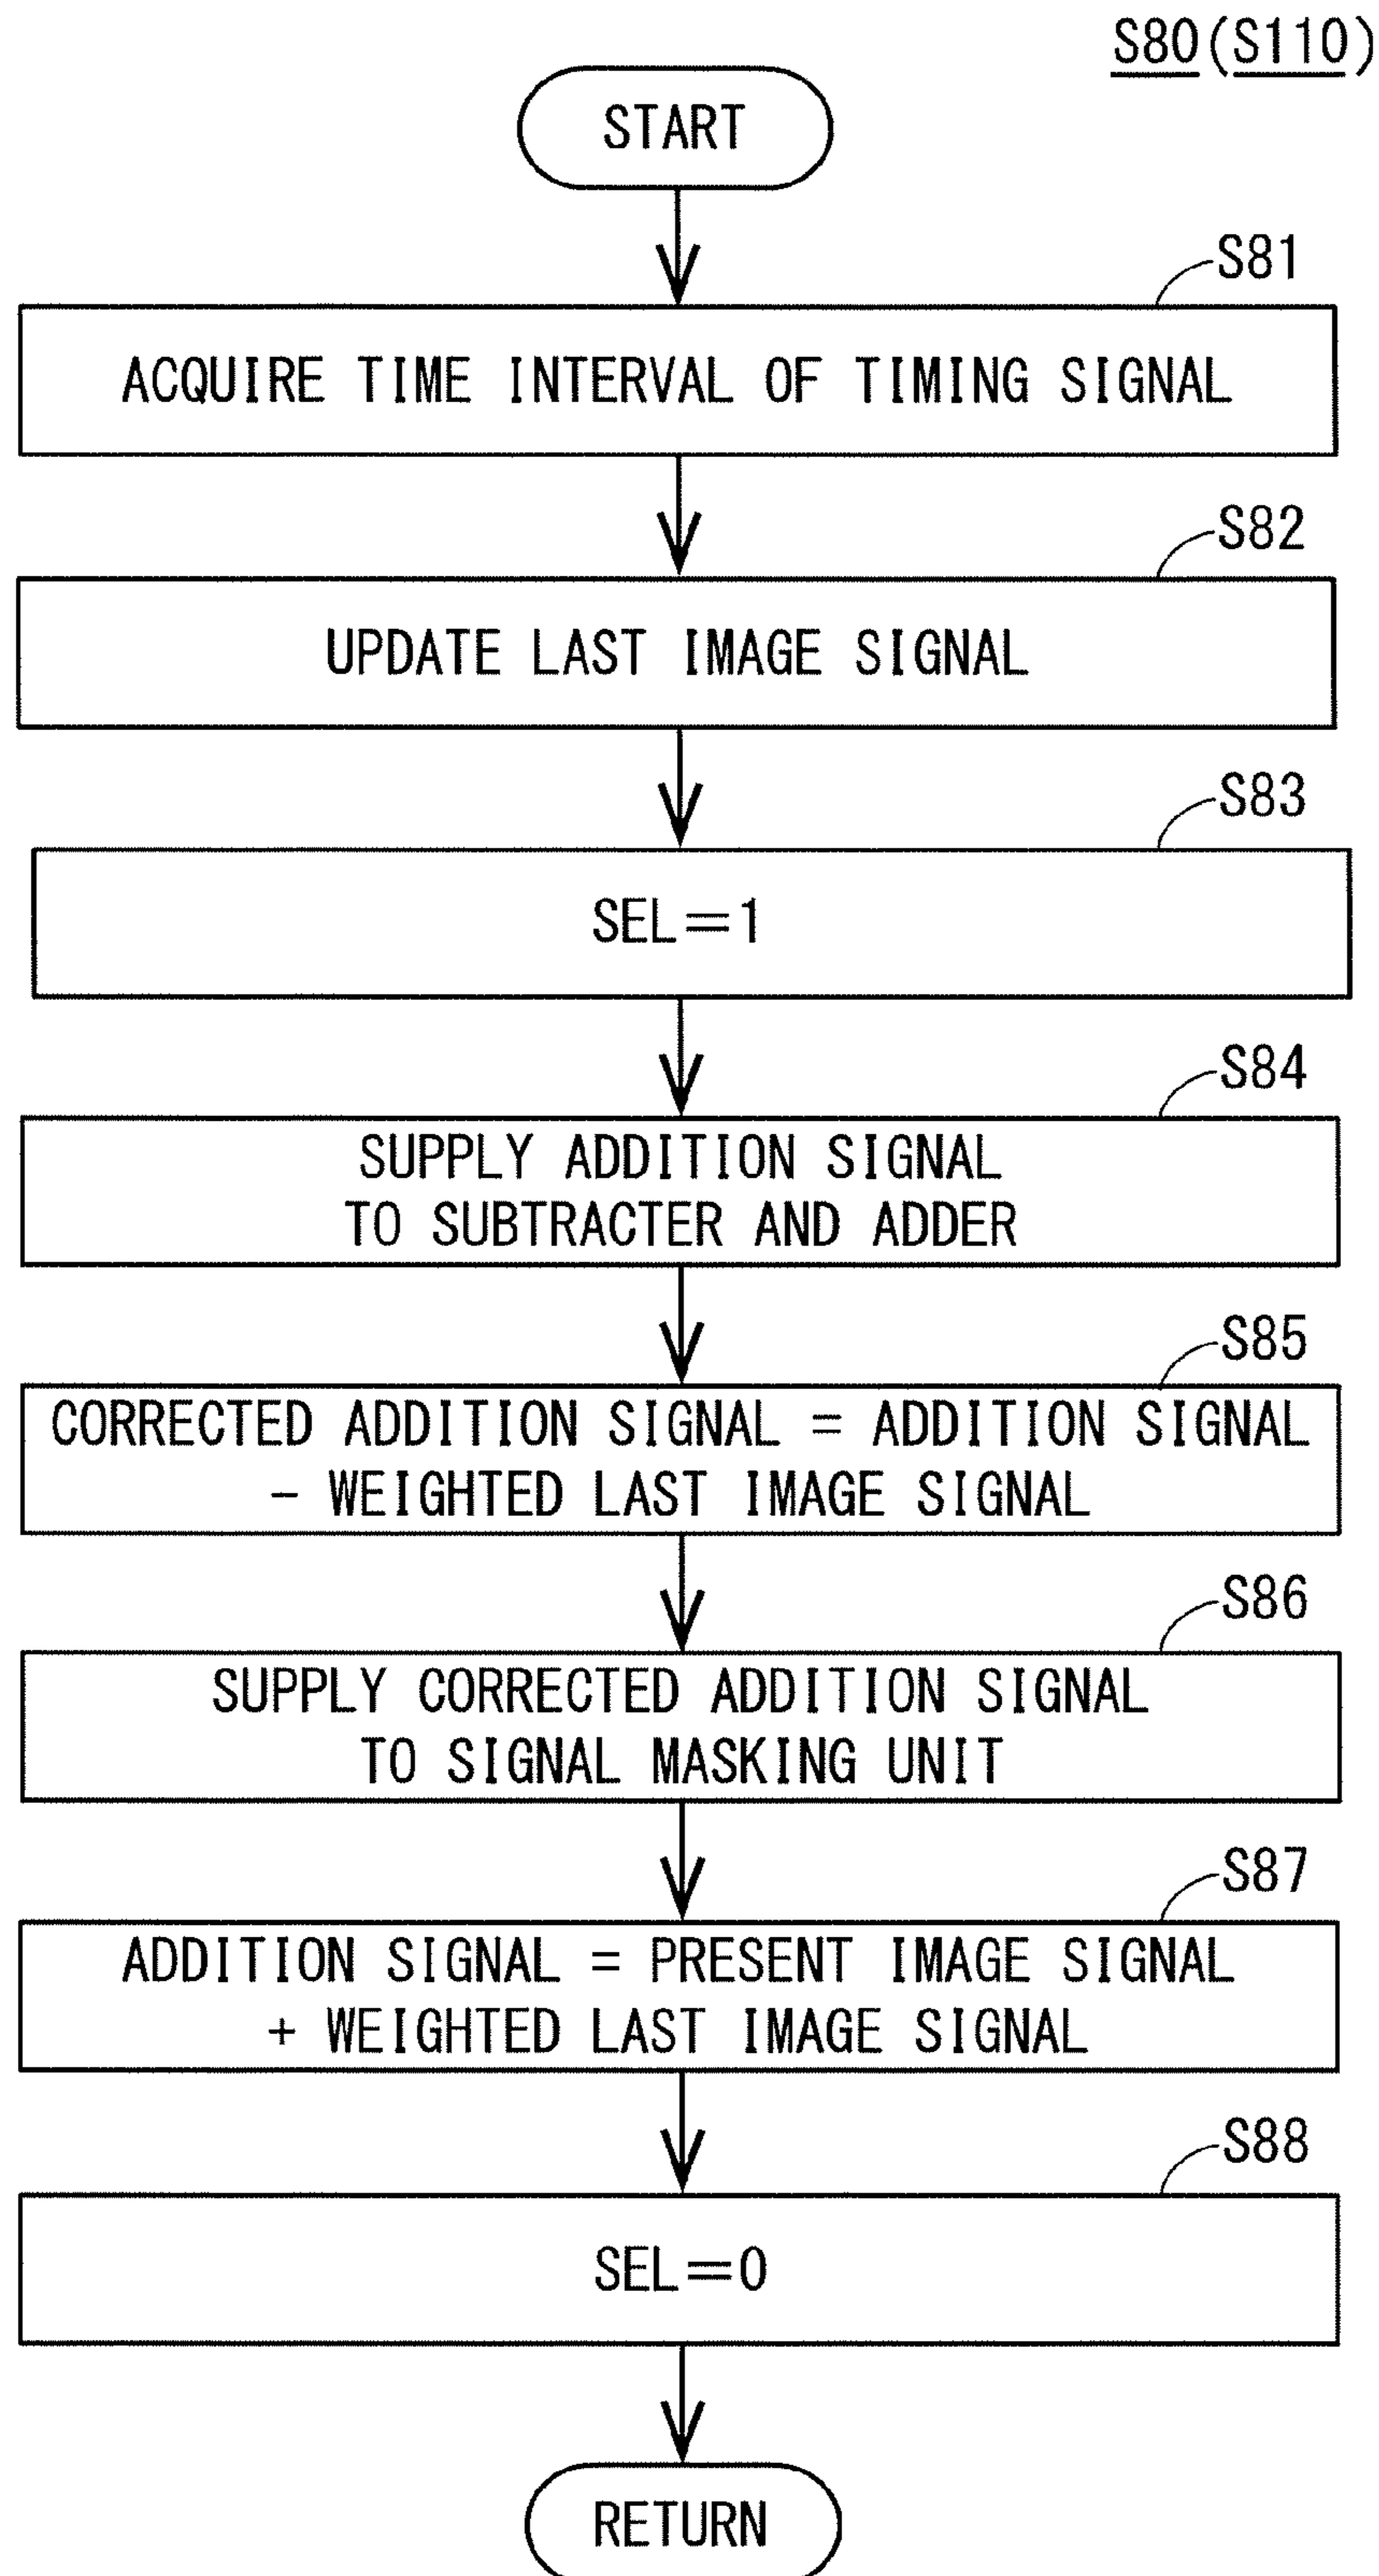 S80(S110)
START
S81
ACQUIRE TIME INTERVAL OF TIMING SIGNAL
S82
UPDATE LAST IMAGE SIGNAL
S83
SEL=1
S84
SUPPLY ADDITION SIGNAL
TO SUBTRACTER AND ADDER
S85
CORRECTED ADDITION SIGNAL = ADDITION SIGNAL
- WEIGHTED LAST IMAGE SIGNAL
S86
SUPPLY CORRECTED ADDITION SIGNAL
TO SIGNAL MASKING UNIT
S87
ADDITION SIGNAL = PRESENT IMAGE SIGNAL
+ WEIGHTED LAST IMAGE SIGNAL
S88
SEL=0
RETURN